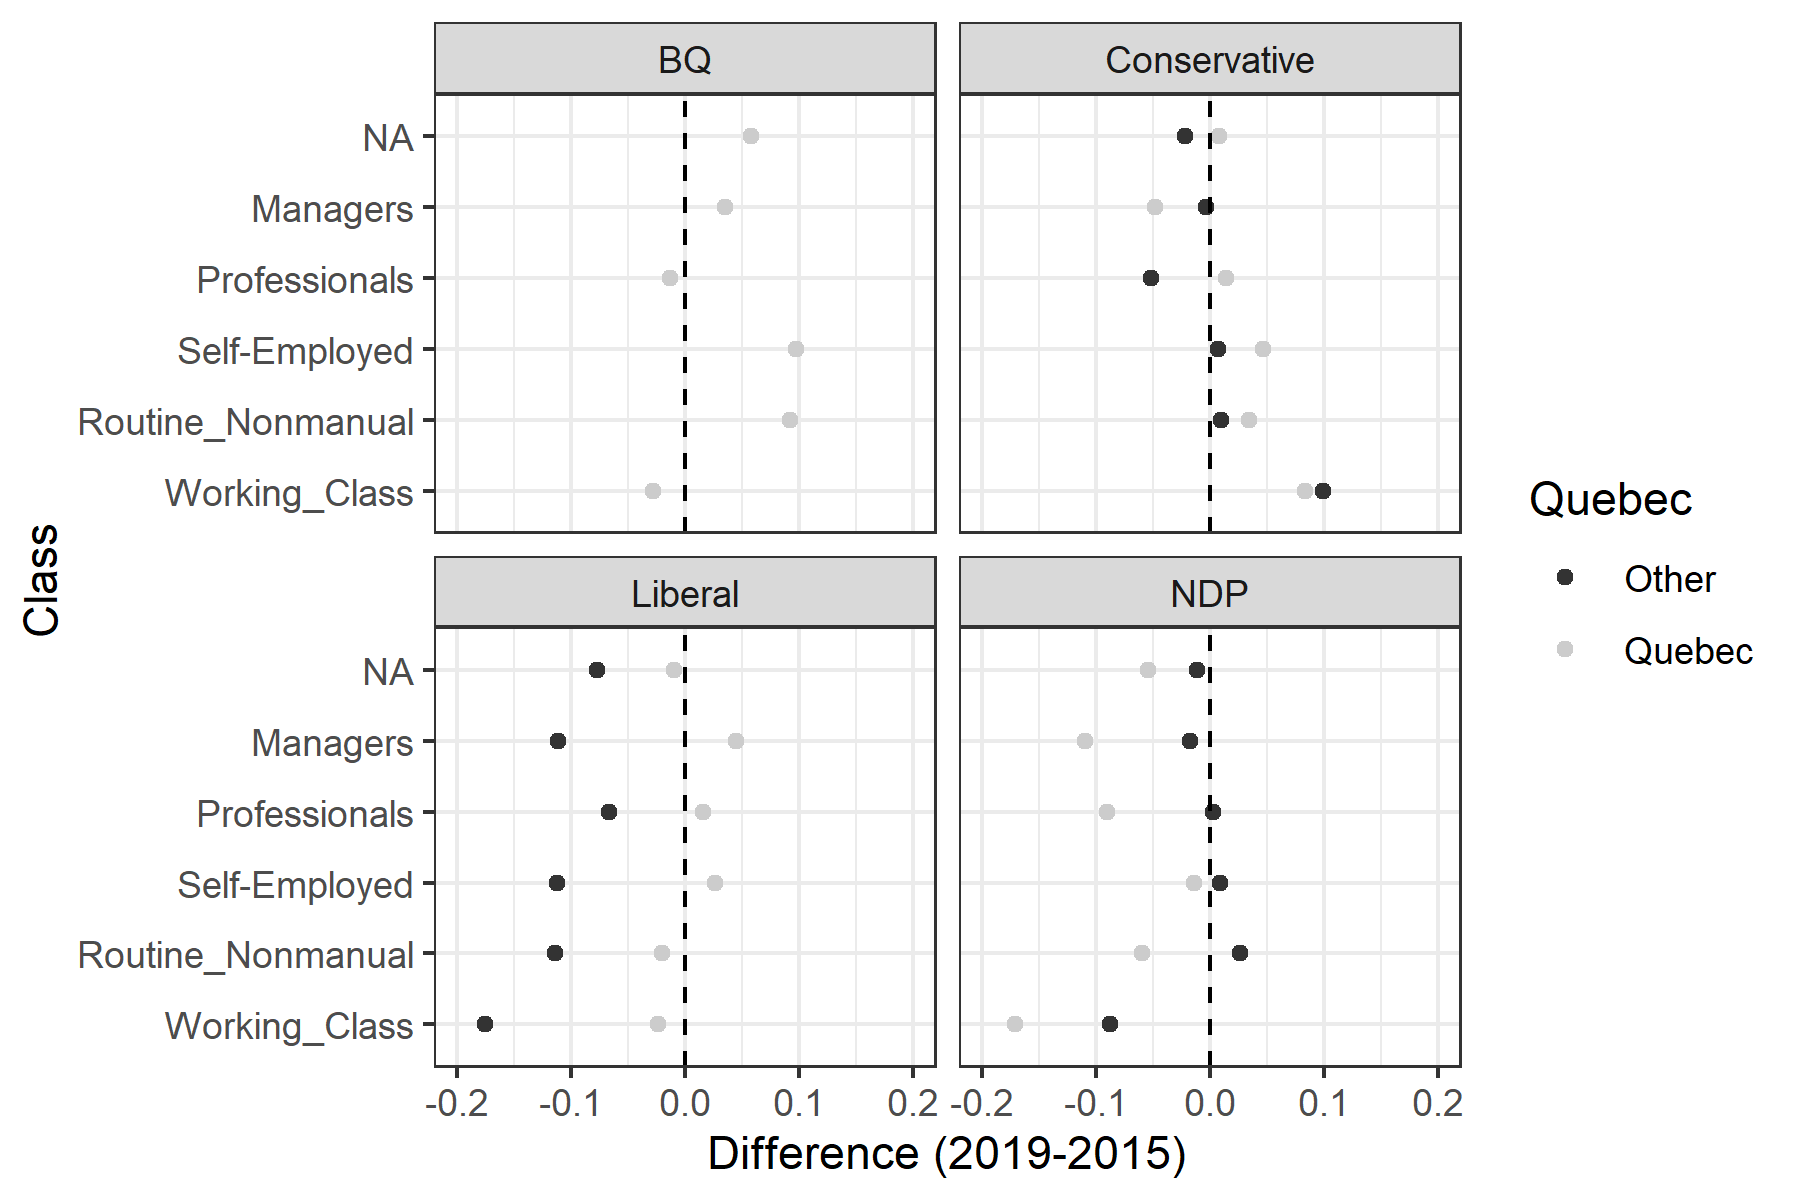 BQ
Conservative
NA
Managers
Professionals
Self-Employed
Routine_Nonmanual
Working_Class
Liberal
NDP
NA
Managers
Professionals
Self-Employed
Routine_Nonmanual
Working_Class
-0.2 -0.1 0.0 0.1 0.2 -0.2 -0.1 0.0 0.1 0.2
Difference (2019-2015)
Class
Quebec
Other
Quebec